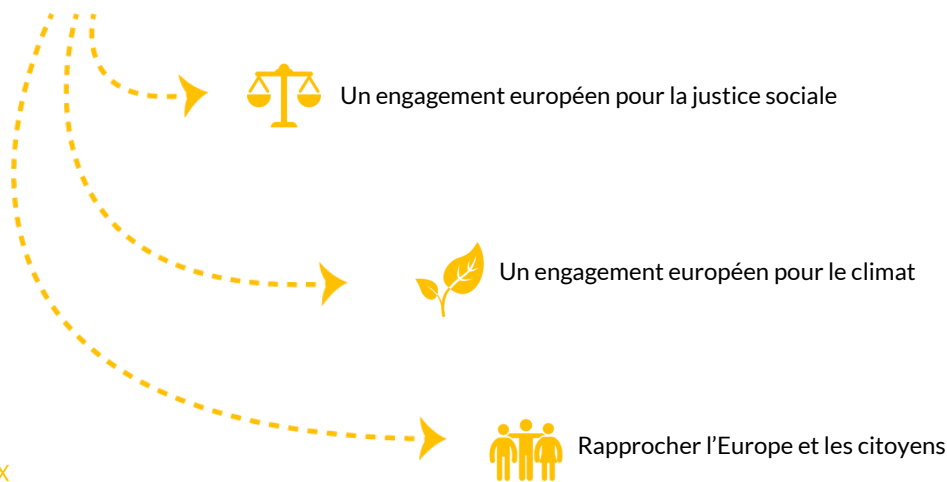 Un engagement européen pour la justice sociale
Un engagement européen pour le climat
Rapprocher l’Europe et les citoyens
X